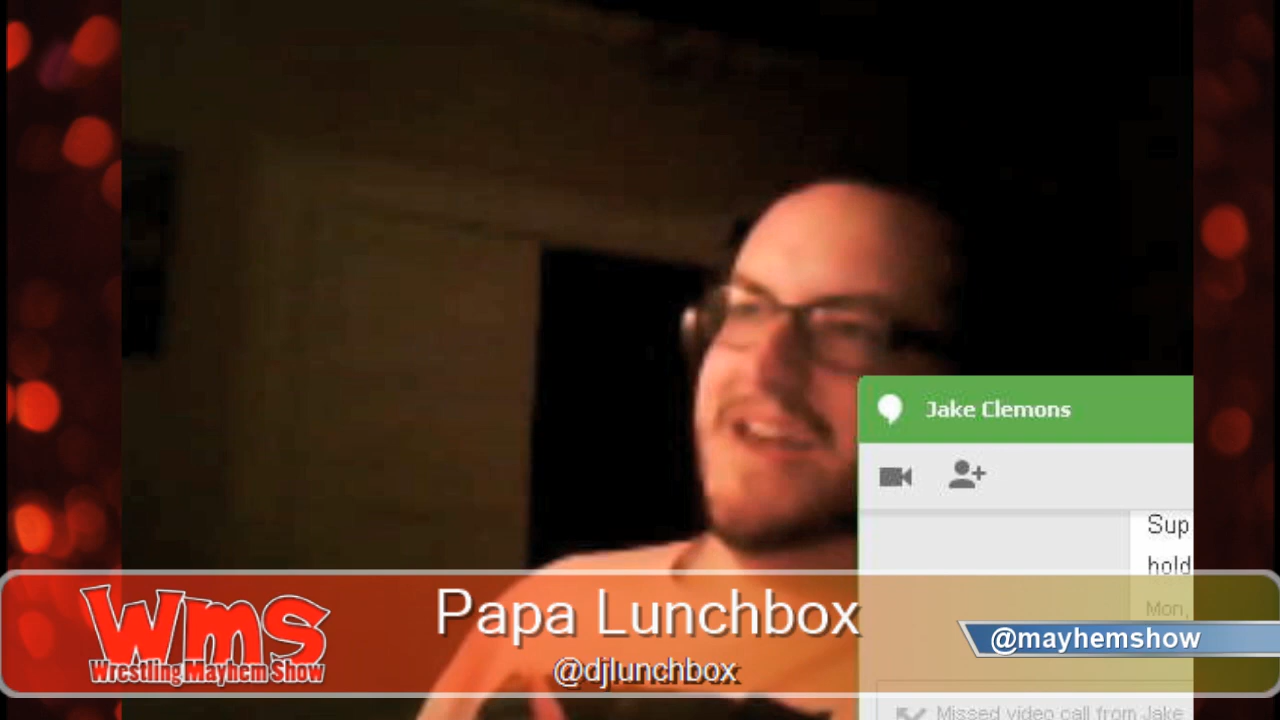 Jake Clemons
Sup
hold
Mon,
WMS
Wrestling Mayhem Show
Papa Lunchbox
@djlunchbox
@mayhemshow
Missed video call from Jake